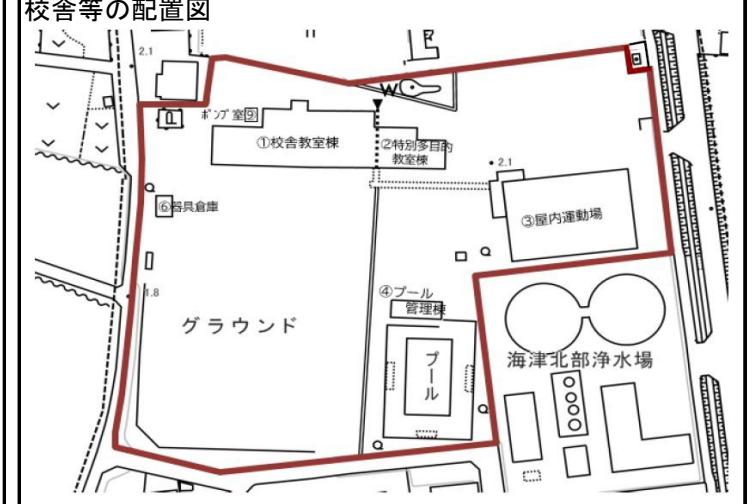 校舎等の配置図
2.1
W
ポンプ室⑨
①校舎教室棟
②特別多目的
教室棟
2.1
⑥器具倉庫
③屋内運動場
1.8
④プール
管理棟
グラウンド
プール
海津北部浄水場